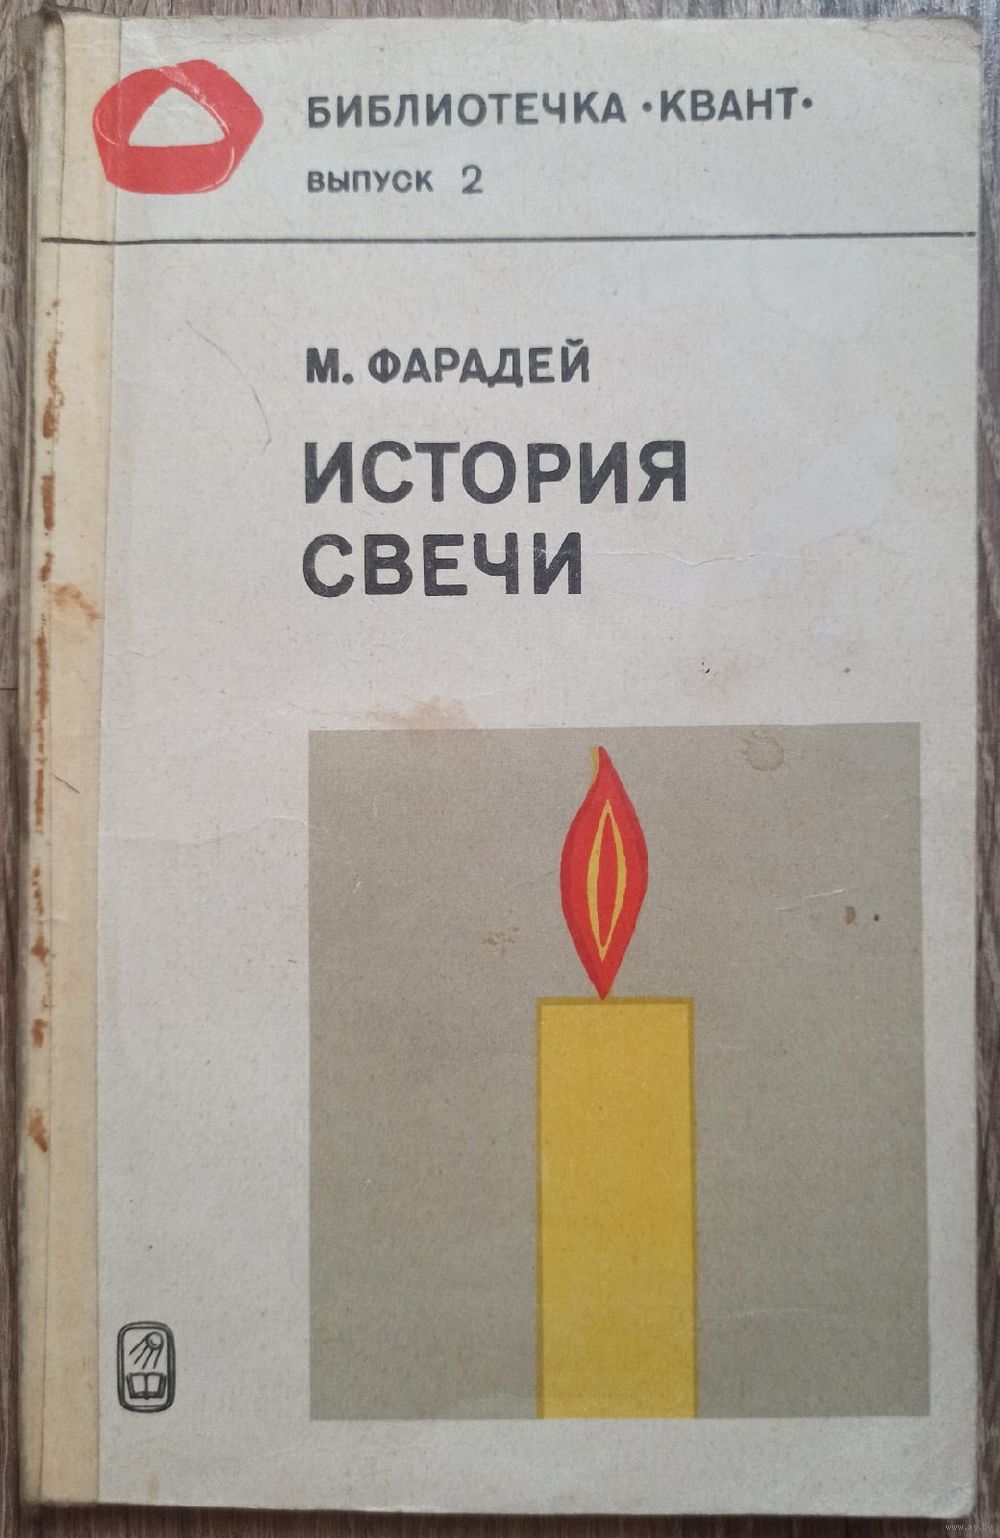 БИБЛИОТЕЧКА •КВАНТ•
ВЫПУСК 2
М. ФАРАДЕЙ
ИСТОРИЯ
СВЕЧИ